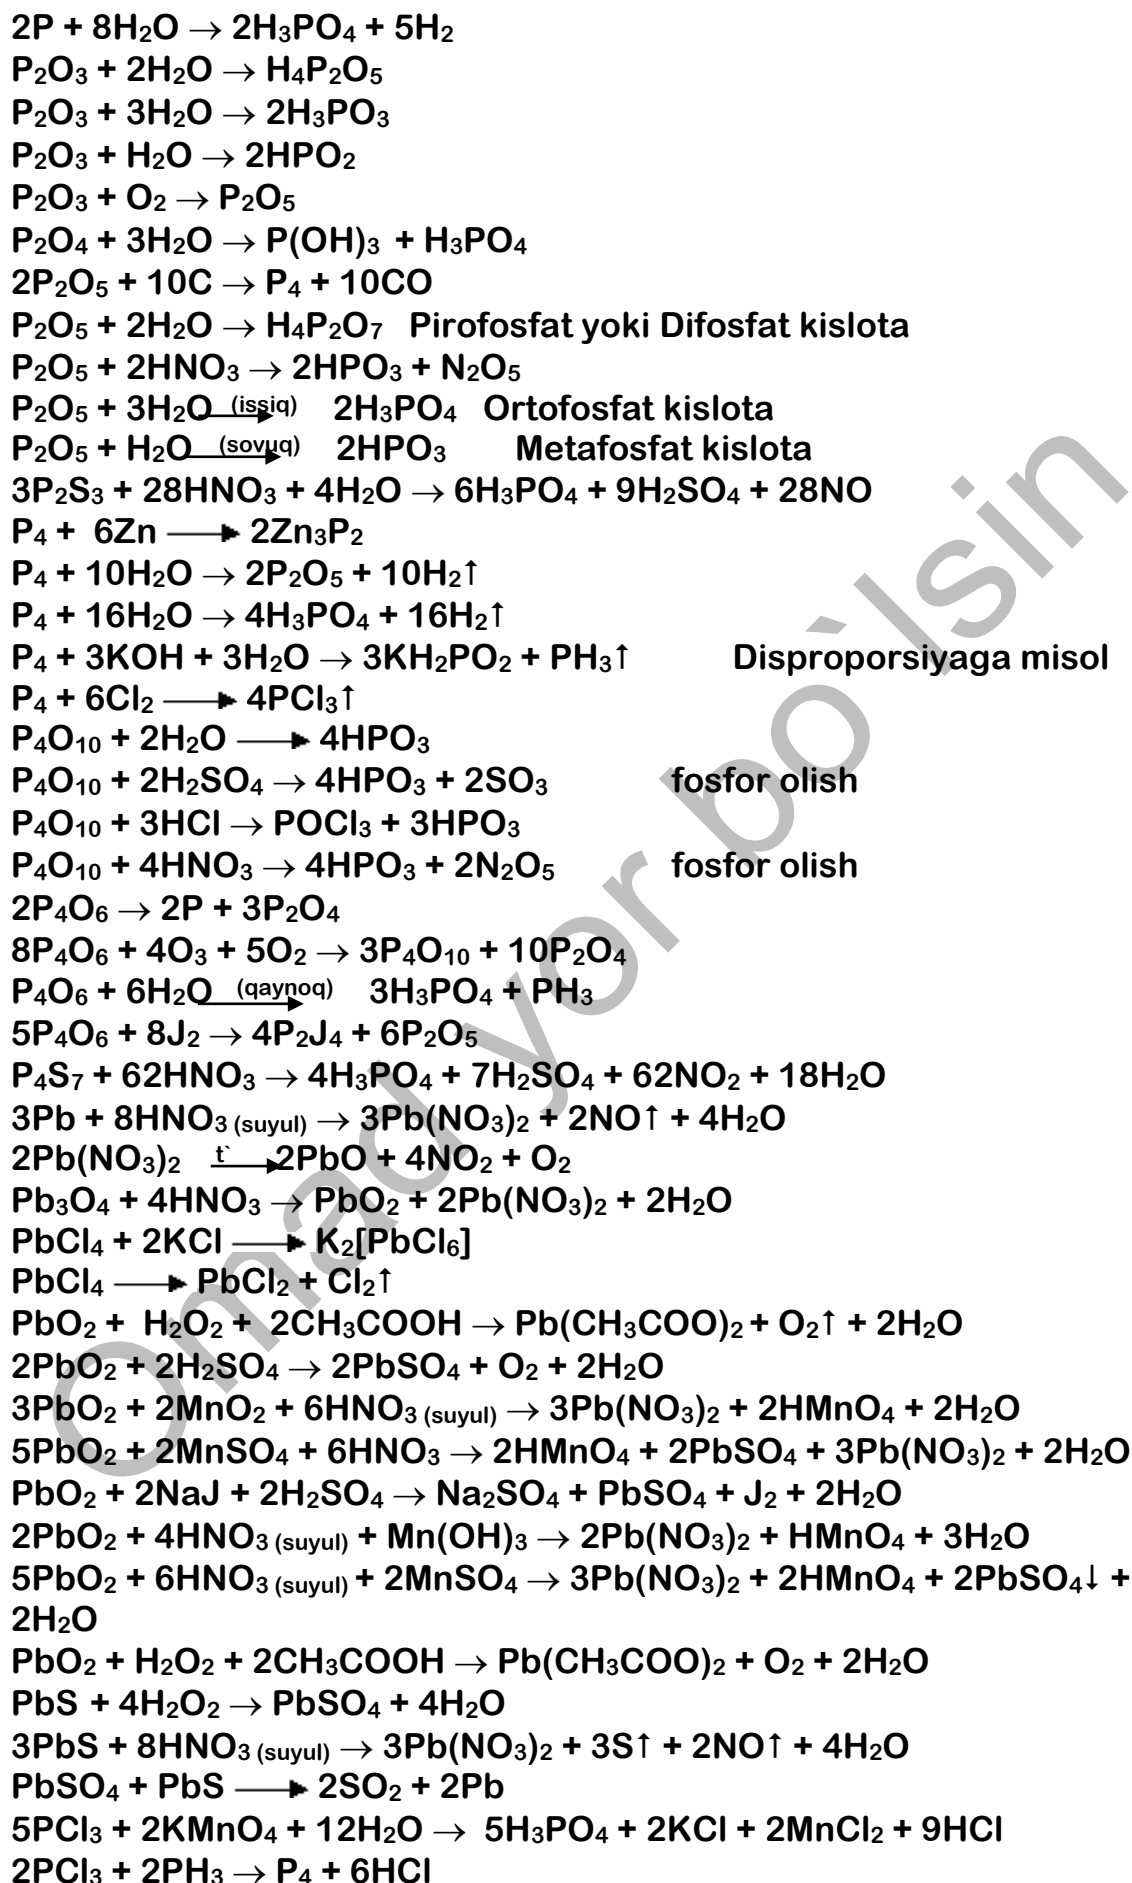 2P + 8H₂O → 2H₃PO₄ + 5H₂
P₂O₃ + 2H₂O → H₄P₂O₅
P₂O₃ + 3H₂O → 2H₃PO₃
P₂O₃ + H₂O → 2HPO₂
P₂O₃ + O₂ → P₂O₅
P₂O₄ + 3H₂O → P(OH)₃ + H₃PO₄
2P₂O₅ + 10C → P₄ + 10CO
P₂O₅ + 2H₂O → H₄P₂O₇ Pirofosfat yoki Difosfat kislota
P₂O₅ + 2HNO₃ → 2HPO₃ + N₂O₅
P₂O₅ + 3H₂O (issiq)→ 2H₃PO₄ Ortofosfat kislota
P₂O₅ + H₂O (sovuq)→ 2HPO₃ Metafosfat kislota
3P₂S₃ + 28HNO₃ + 4H₂O → 6H₃PO₄ + 9H₂SO₄ + 28NO
P₄ + 6Zn → 2Zn₃P₂
P₄ + 10H₂O → 2P₂O₅ + 10H₂↑
P₄ + 16H₂O → 4H₃PO₄ + 16H₂↑
P₄ + 3KOH + 3H₂O → 3KH₂PO₂ + PH₃↑ Disproporsiyaga misol
P₄ + 6Cl₂ → 4PCl₃↑
P₄O₁₀ + 2H₂O → 4HPO₃
P₄O₁₀ + 2H₂SO₄ → 4HPO₃ + 2SO₃ fosfor olish
P₄O₁₀ + 3HCl → POCl₃ + 3HPO₃
P₄O₁₀ + 4HNO₃ → 4HPO₃ + 2N₂O₅ fosfor olish
2P₄O₆ → 2P + 3P₂O₄
8P₄O₆ + 4O₃ + 5O₂ → 3P₄O₁₀ + 10P₂O₄
P₄O₆ + 6H₂O (qaynoq)→ 3H₃PO₄ + PH₃
5P₄O₆ + 8J₂ → 4P₂J₄ + 6P₂O₅
P₄S₇ + 62HNO₃ → 4H₃PO₄ + 7H₂SO₄ + 62NO₂ + 18H₂O
3Pb + 8HNO₃ (suyul) → 3Pb(NO₃)₂ + 2NO↑ + 4H₂O
2Pb(NO₃)₂ t`→ 2PbO + 4NO₂ + O₂
Pb₃O₄ + 4HNO₃ → PbO₂ + 2Pb(NO₃)₂ + 2H₂O
PbCl₄ + 2KCl → K₂[PbCl₆]
PbCl₄ → PbCl₂ + Cl₂↑
PbO₂ + H₂O₂ + 2CH₃COOH → Pb(CH₃COO)₂ + O₂↑ + 2H₂O
2PbO₂ + 2H₂SO₄ → 2PbSO₄ + O₂ + 2H₂O
3PbO₂ + 2MnO₂ + 6HNO₃ (suyul) → 3Pb(NO₃)₂ + 2HMnO₄ + 2H₂O
5PbO₂ + 2MnSO₄ + 6HNO₃ → 2HMnO₄ + 2PbSO₄ + 3Pb(NO₃)₂ + 2H₂O
PbO₂ + 2NaJ + 2H₂SO₄ → Na₂SO₄ + PbSO₄ + J₂ + 2H₂O
2PbO₂ + 4HNO₃ (suyul) + Mn(OH)₃ → 2Pb(NO₃)₂ + HMnO₄ + 3H₂O
5PbO₂ + 6HNO₃ (suyul) + 2MnSO₄ → 3Pb(NO₃)₂ + 2HMnO₄ + 2PbSO₄↓ +
2H₂O
PbO₂ + H₂O₂ + 2CH₃COOH → Pb(CH₃COO)₂ + O₂ + 2H₂O
PbS + 4H₂O₂ → PbSO₄ + 4H₂O
3PbS + 8HNO₃ (suyul) → 3Pb(NO₃)₂ + 3S↑ + 2NO↑ + 4H₂O
PbSO₄ + PbS → 2SO₂ + 2Pb
5PCl₃ + 2KMnO₄ + 12H₂O → 5H₃PO₄ + 2KCl + 2MnCl₂ + 9HCl
2PCl₃ + 2PH₃ → P₄ + 6HCl
Omad yor bo`lsin